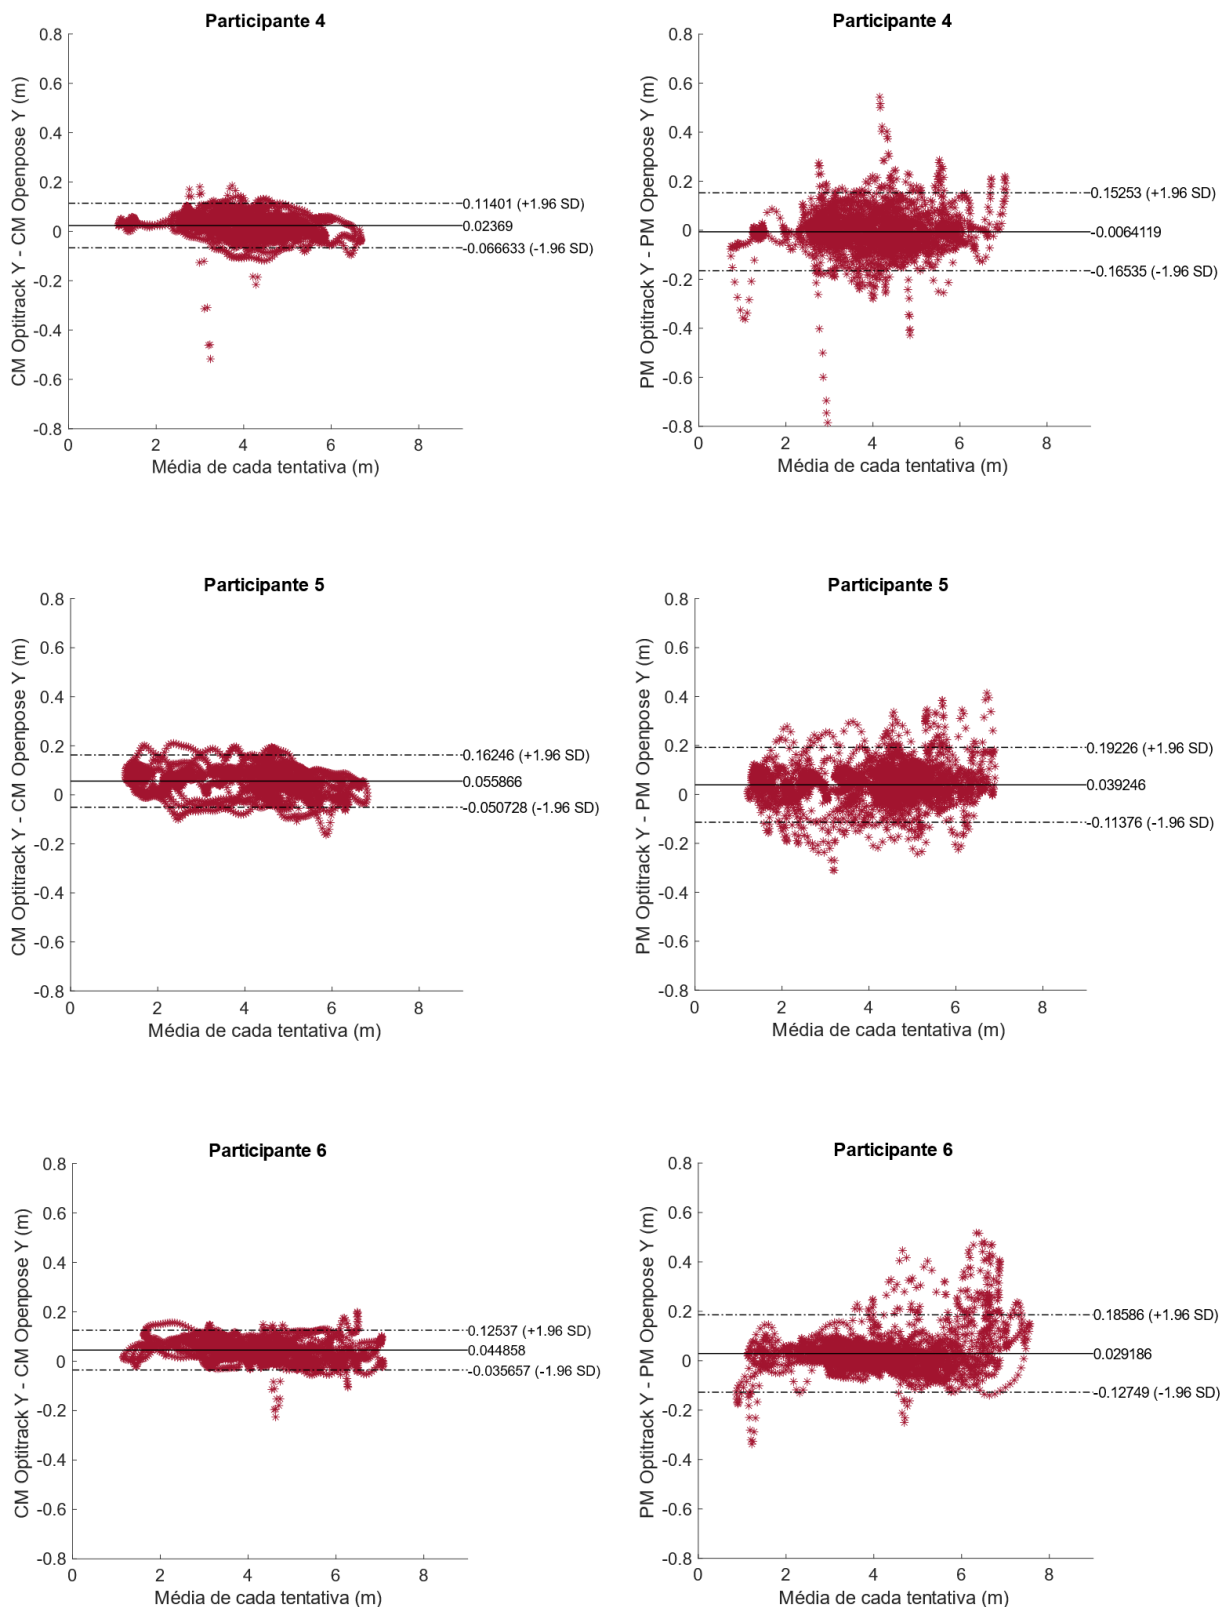 Participante 4
CM Optitrack Y - CM Openpose Y (m)
0.8
0.6
0.4
0.2
0
-0.2
-0.4
-0.6
-0.8
0 2 4 6 8
Média de cada tentativa (m)
0.11401 (+1.96 SD)
0.02369
-0.066633 (-1.96 SD)
Participante 4
PM Optitrack Y - PM Openpose Y (m)
0.8
0.6
0.4
0.2
0
-0.2
-0.4
-0.6
-0.8
0 2 4 6 8
Média de cada tentativa (m)
0.15253 (+1.96 SD)
-0.0064119
-0.16535 (-1.96 SD)
Participante 5
CM Optitrack Y - CM Openpose Y (m)
0.8
0.6
0.4
0.2
0
-0.2
-0.4
-0.6
-0.8
0 2 4 6 8
Média de cada tentativa (m)
0.16246 (+1.96 SD)
0.055866
-0.050728 (-1.96 SD)
Participante 5
PM Optitrack Y - PM Openpose Y (m)
0.8
0.6
0.4
0.2
0
-0.2
-0.4
-0.6
-0.8
0 2 4 6 8
Média de cada tentativa (m)
0.19226 (+1.96 SD)
0.039246
-0.11376 (-1.96 SD)
Participante 6
CM Optitrack Y - CM Openpose Y (m)
0.8
0.6
0.4
0.2
0
-0.2
-0.4
-0.6
-0.8
0 2 4 6 8
Média de cada tentativa (m)
0.12537 (+1.96 SD)
0.044858
-0.035657 (-1.96 SD)
Participante 6
PM Optitrack Y - PM Openpose Y (m)
0.8
0.6
0.4
0.2
0
-0.2
-0.4
-0.6
-0.8
0 2 4 6 8
Média de cada tentativa (m)
0.18586 (+1.96 SD)
0.029186
-0.12749 (-1.96 SD)